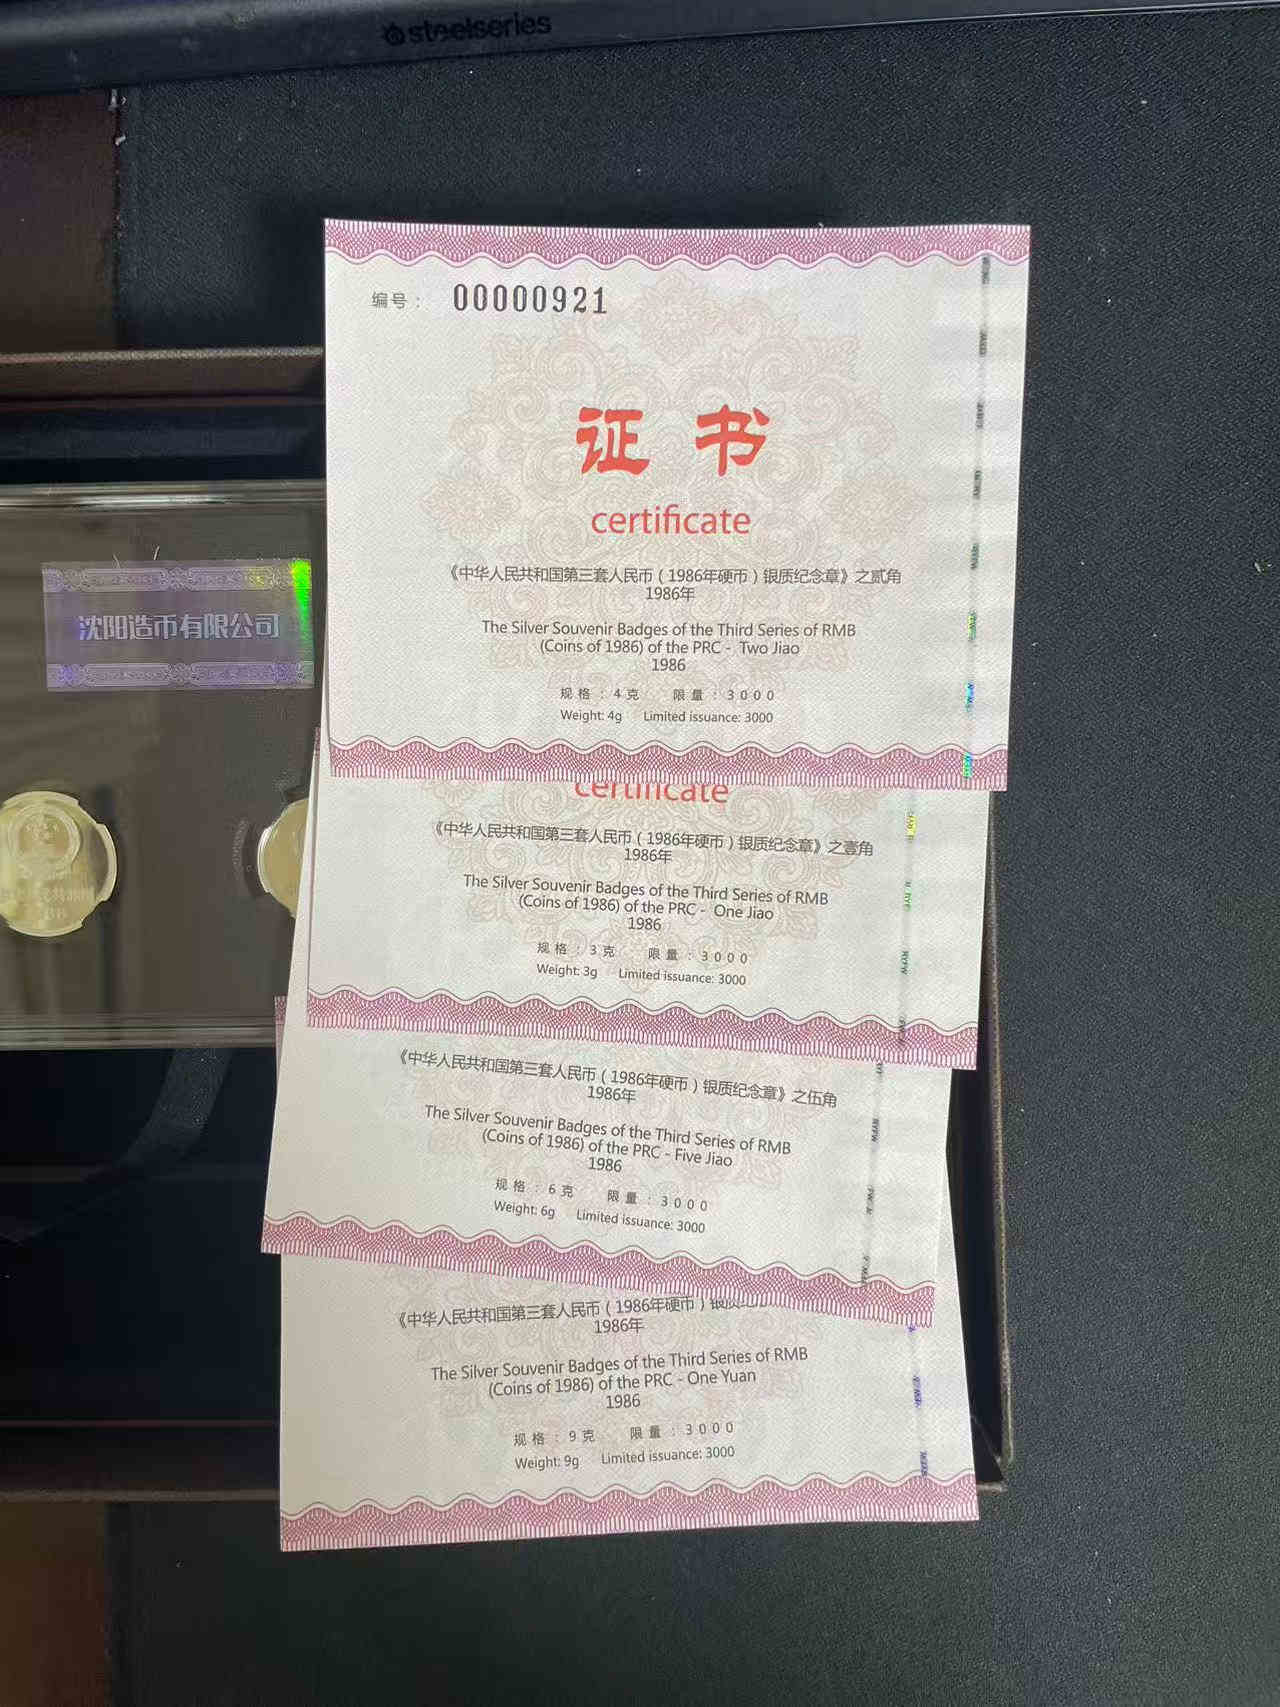 steelseries
编号： 00000921
证书
certificate
《中华人民共和国第三套人民币（1986年硬币）银质纪念章》之贰角
1986年
The Silver Souvenir Badges of the Third Series of RMB
(Coins of 1986) of the PRC - Two Jiao
1986
规格：4克 限量：3000
Weight: 4g Limited issuance: 3000
沈阳造币有限公司
certificate
《中华人民共和国第三套人民币（1986年硬币）银质纪念章》之壹角
1986年
The Silver Souvenir Badges of the Third Series of RMB
(Coins of 1986) of the PRC - One Jiao
1986
规格：3克 限量：3000
Weight: 3g Limited issuance: 3000
《中华人民共和国第三套人民币（1986年硬币）银质纪念章》之伍角
1986年
The Silver Souvenir Badges of the Third Series of RMB
(Coins of 1986) of the PRC - Five Jiao
1986
规格：6克 限量：3000
Weight: 6g Limited issuance: 3000
《中华人民共和国第三套人民币（1986年硬币）银质纪
1986年
The Silver Souvenir Badges of the Third Series of RMB
(Coins of 1986) of the PRC - One Yuan
1986
规格：9克 限量：3000
Weight: 9g Limited issuance: 3000